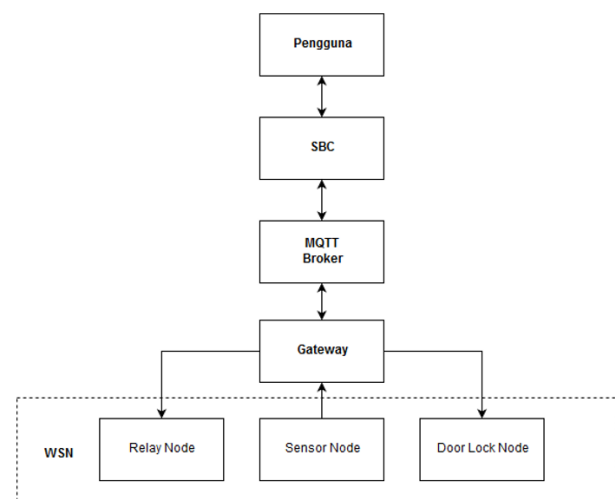 Pengguna
SBC
MQTT
Broker
Gateway
WSN
Relay Node
Sensor Node
Door Lock Node